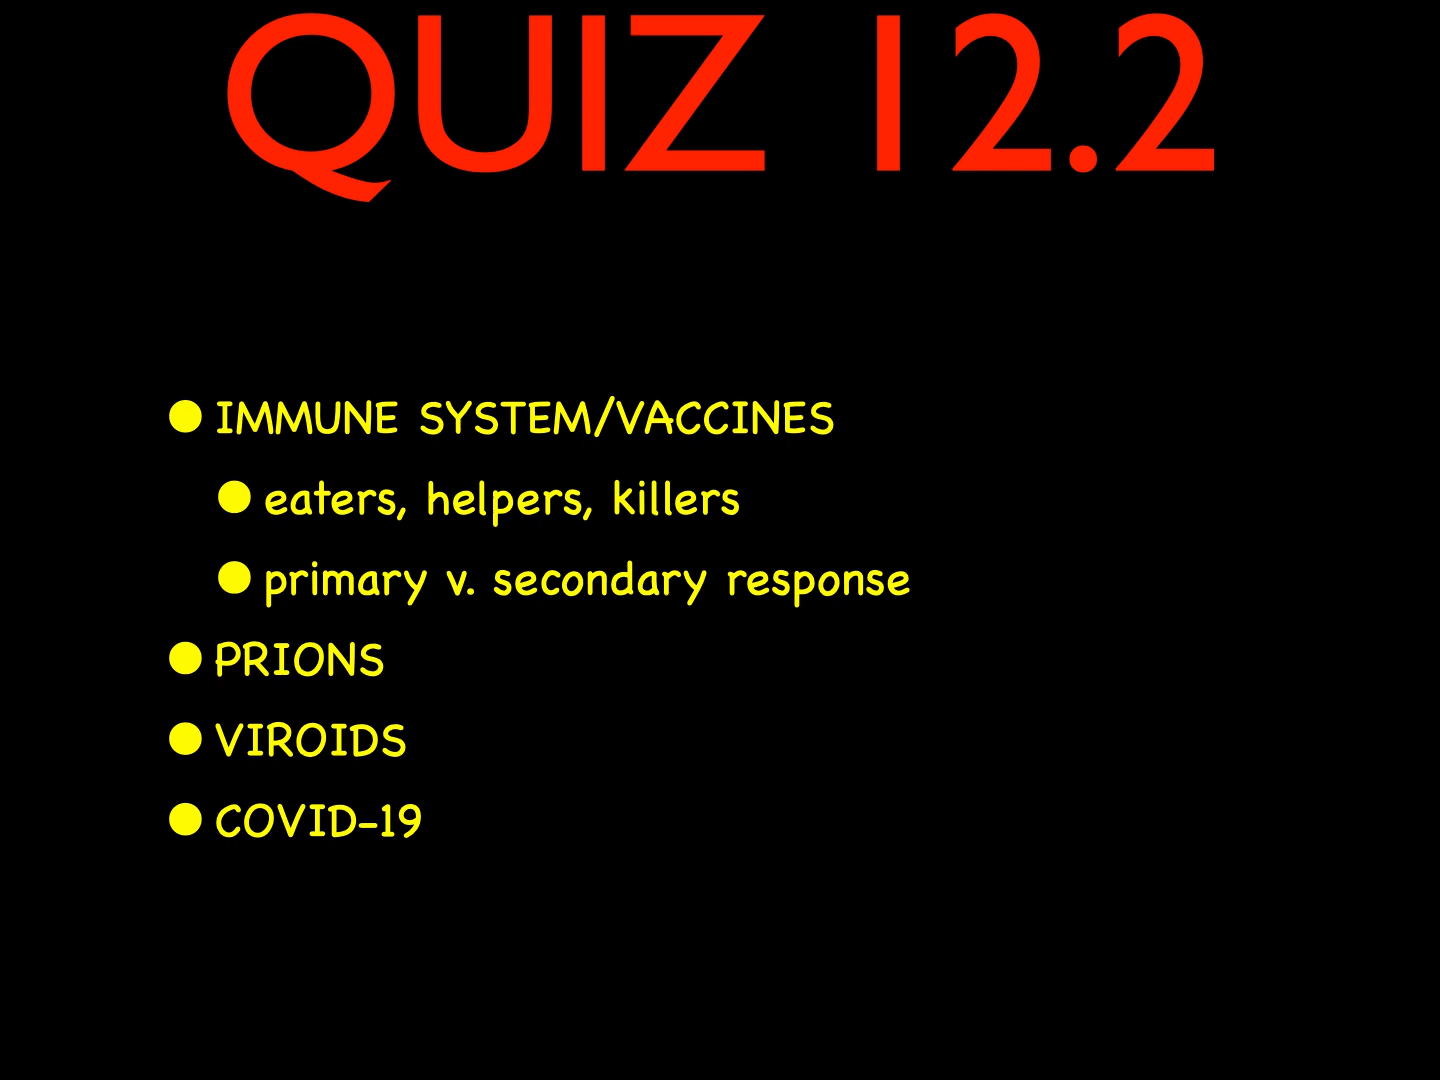 QUIZ 12.2
● IMMUNE SYSTEM/VACCINES
● eaters, helpers, killers
● primary v. secondary response
● PRIONS
● VIROIDS
● COVID-19